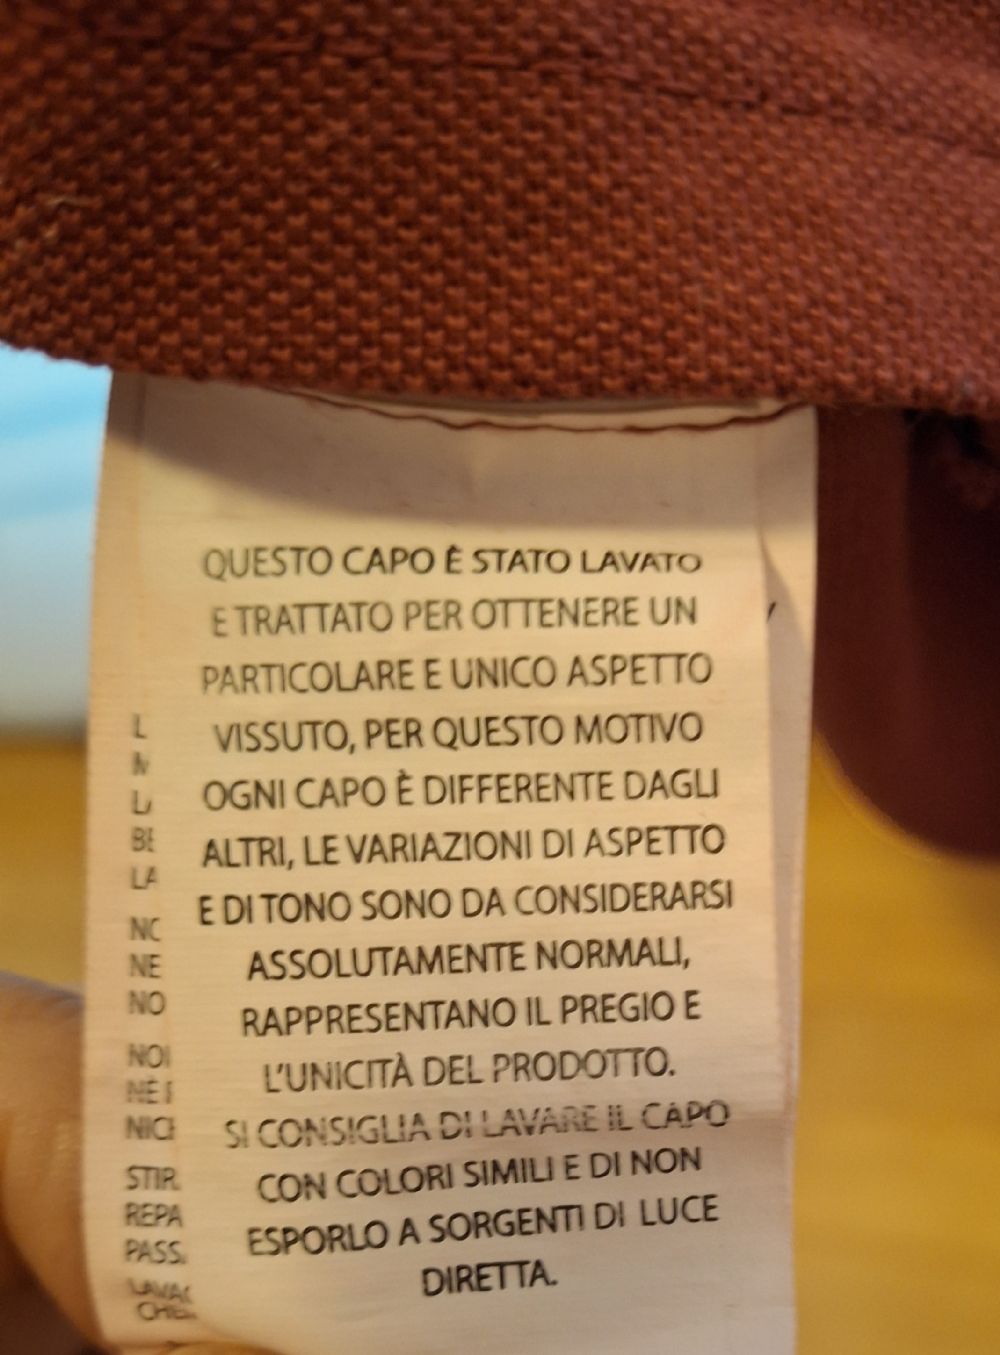 QUESTO CAPO È STATO LAVATO
E TRATTATO PER OTTENERE UN
PARTICOLARE E UNICO ASPETTO
VISSUTO, PER QUESTO MOTIVO
OGNI CAPO È DIFFERENTE DAGLI
ALTRI, LE VARIAZIONI DI ASPETTO
E DI TONO SONO DA CONSIDERARSI
ASSOLUTAMENTE NORMALI,
RAPPRESENTANO IL PREGIO E
L'UNICITÀ DEL PRODOTTO.
SI CONSIGLIA DI LAVARE IL CAPO
CON COLORI SIMILI E DI NON
ESPORLO A SORGENTI DI LUCE
DIRETTA.